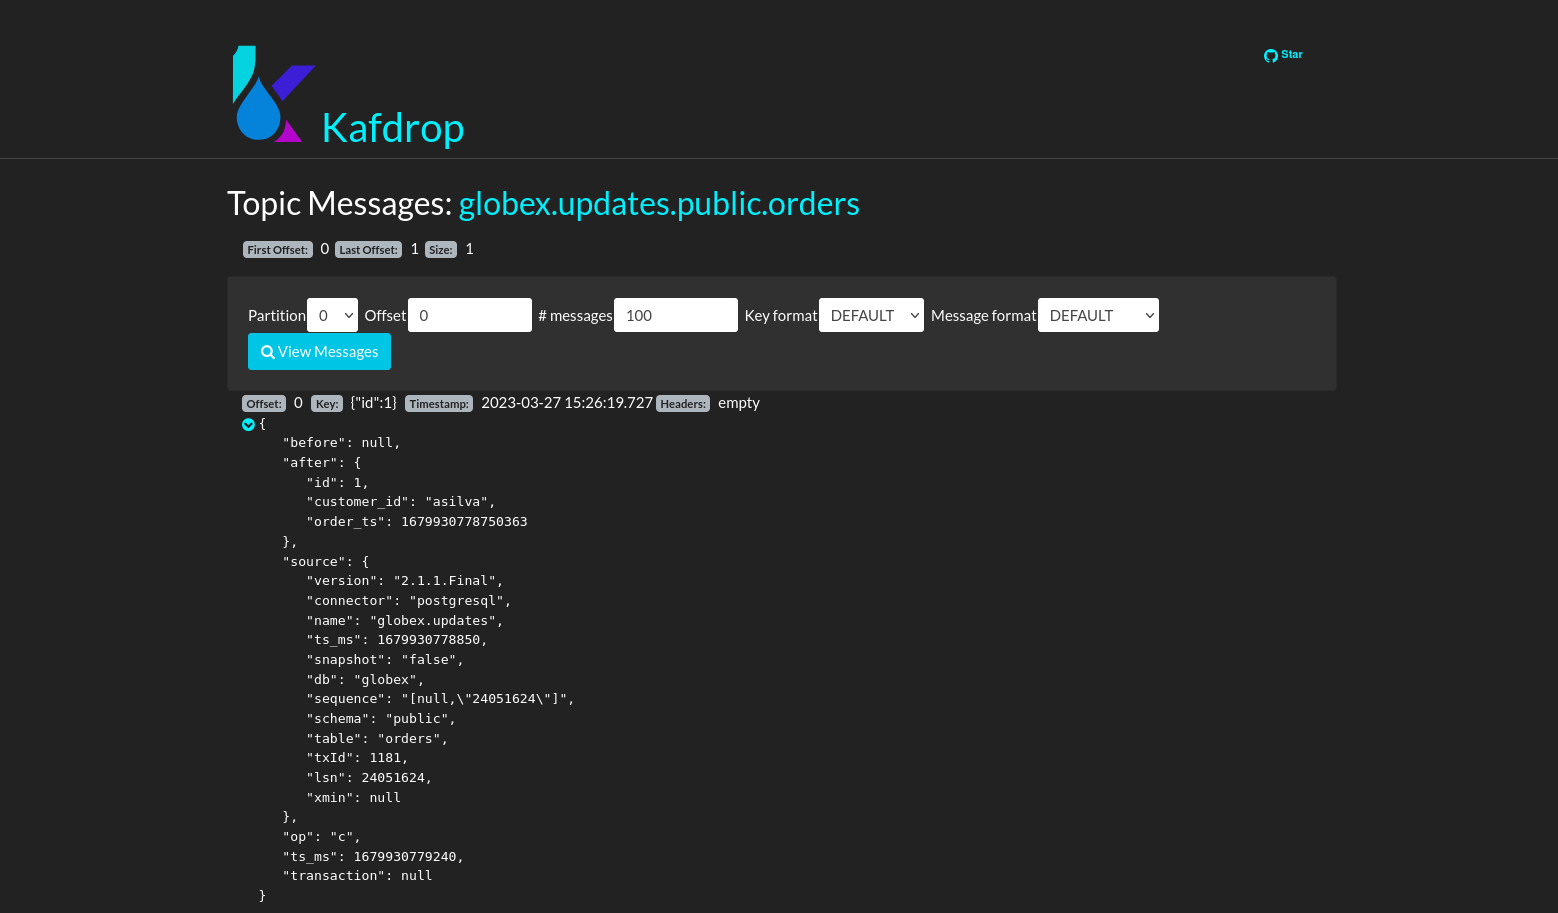 Star
Kafdrop
Topic Messages: globex.updates.public.orders
First Offset: 0 Last Offset: 1 Size: 1
Partition 0 Offset 0 # messages 100 Key format DEFAULT Message format DEFAULT
View Messages
Offset: 0 Key: {"id":1} Timestamp: 2023-03-27 15:26:19.727 Headers: empty
{
   "before": null,
   "after": {
      "id": 1,
      "customer_id": "asilva",
      "order_ts": 1679930778750363
   },
   "source": {
      "version": "2.1.1.Final",
      "connector": "postgresql",
      "name": "globex.updates",
      "ts_ms": 1679930778850,
      "snapshot": "false",
      "db": "globex",
      "sequence": "[null,\"24051624\"]",
      "schema": "public",
      "table": "orders",
      "txId": 1181,
      "lsn": 24051624,
      "xmin": null
   },
   "op": "c",
   "ts_ms": 1679930779240,
   "transaction": null
}